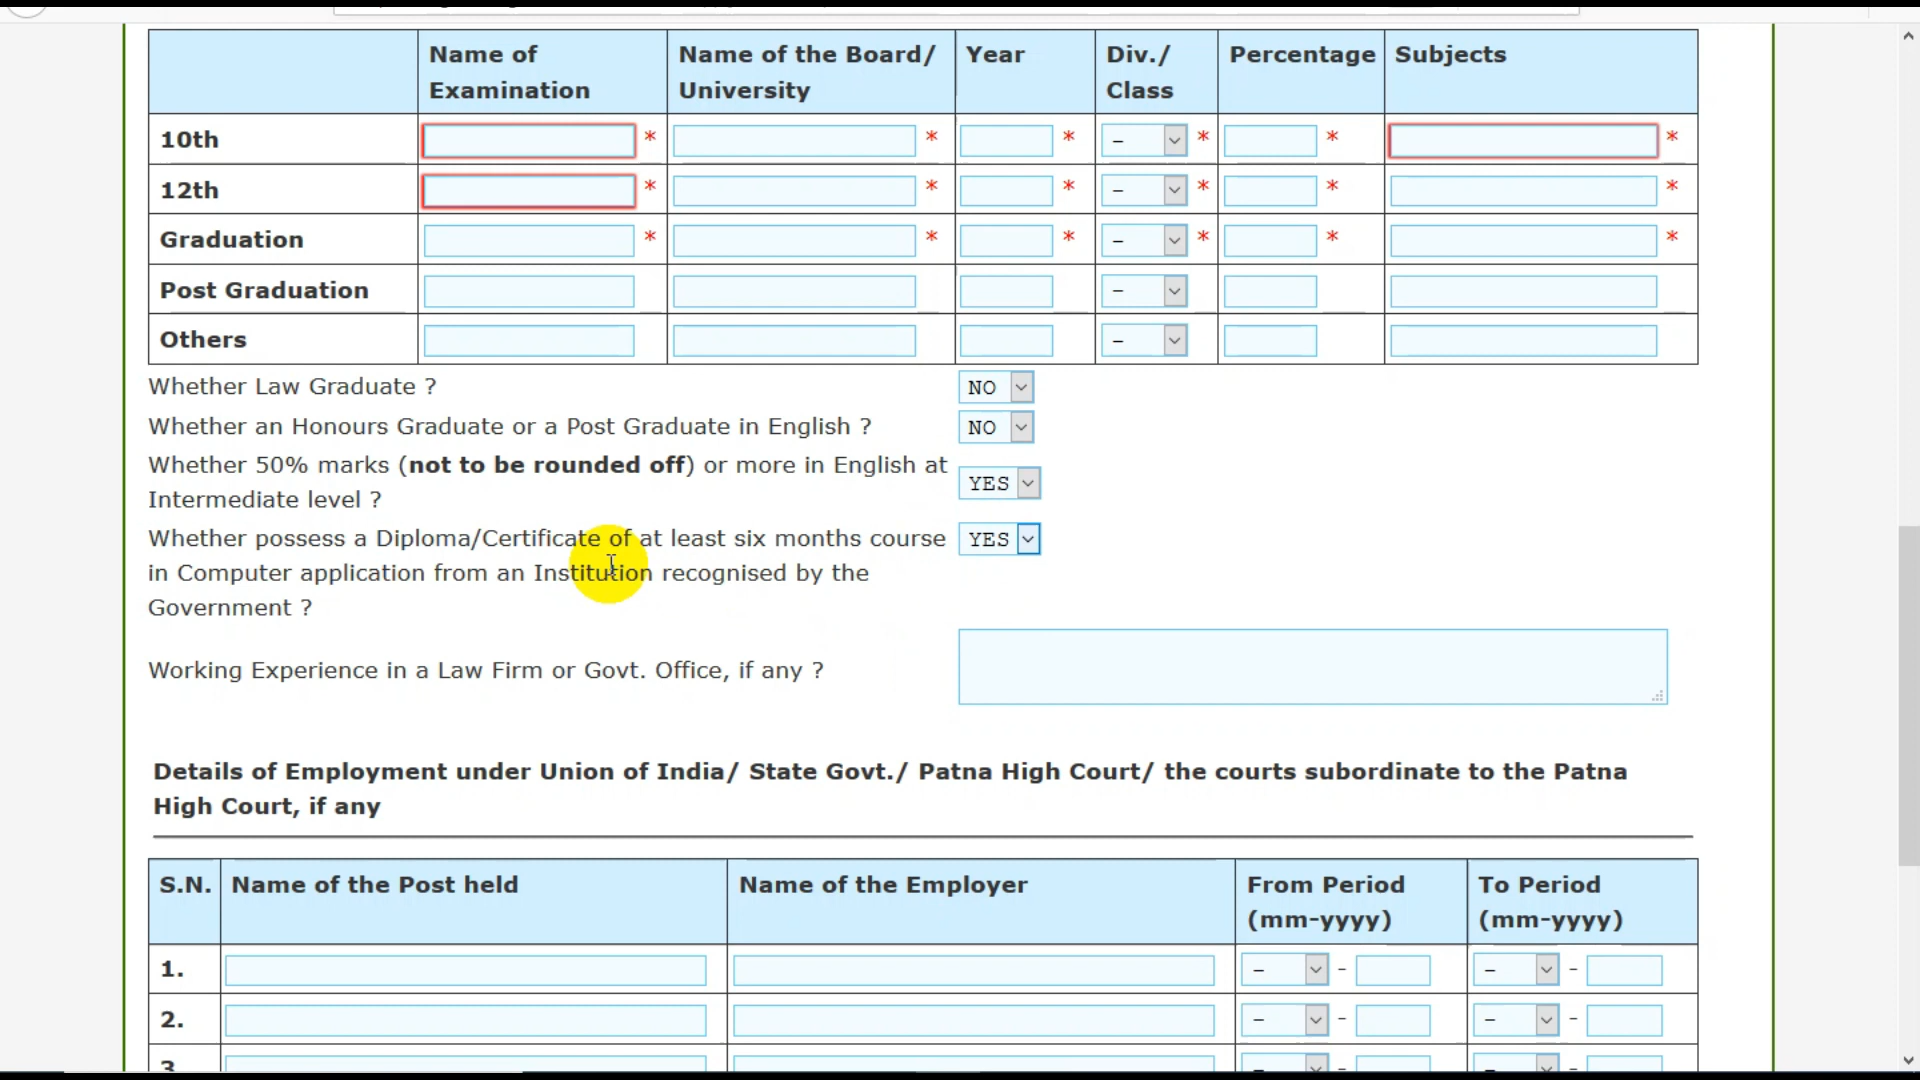 Name of Examination Name of the Board/ University Year Div./ Class Percentage Subjects
10th * * * – * * *
12th * * * – * * *
Graduation * * * – * * *
Post Graduation –
Others –
Whether Law Graduate ? NO
Whether an Honours Graduate or a Post Graduate in English ? NO
Whether 50% marks (not to be rounded off) or more in English at
Intermediate level ? YES
Whether possess a Diploma/Certificate of at least six months course YES
in Computer application from an Institution recognised by the
Government ?
Working Experience in a Law Firm or Govt. Office, if any ?
Details of Employment under Union of India/ State Govt./ Patna High Court/ the courts subordinate to the Patna
High Court, if any
S.N. Name of the Post held Name of the Employer From Period (mm-yyyy) To Period (mm-yyyy)
1. – - – -
2. – - – -
3. – - – -